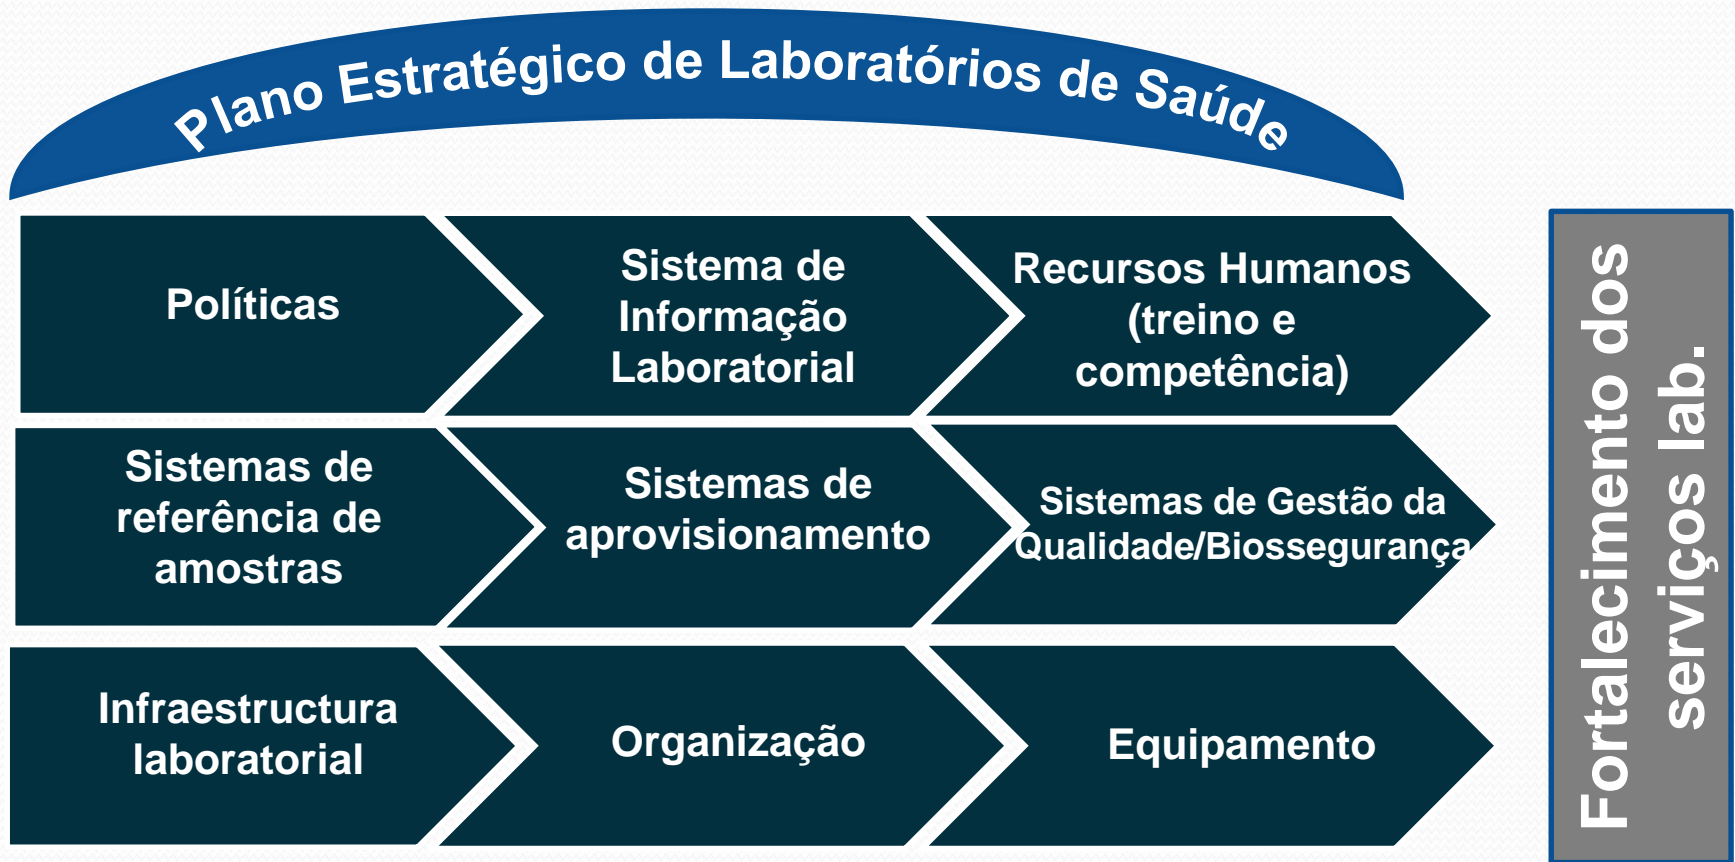 Plano Estratégico de Laboratórios de Saúde
Políticas
Sistema de
Informação
Laboratorial
Recursos Humanos
(treino e
competência)
Sistemas de
referência de
amostras
Sistemas de
aprovisionamento
Sistemas de Gestão da
Qualidade/Biossegurança
Infraestructura
laboratorial
Organização
Equipamento
Fortalecimento dos
serviços lab.